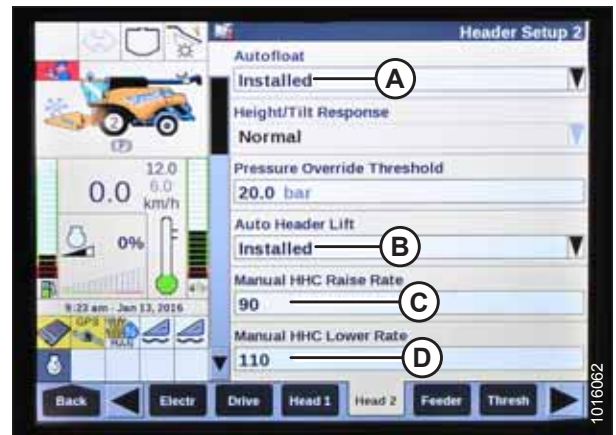 Header Setup 2
Autofloat
Installed
A
Height/Tilt Response
Normal
Pressure Override Threshold
20.0 bar
Auto Header Lift
Installed
B
Manual HHC Raise Rate
90
C
Manual HHC Lower Rate
110
D
2
(P)
12.0
0.0 6.0
km/h
0%
9:23 am - Jan 13, 2016
GPS
Back
Electr
Drive
Head 1
Head 2
Feeder
Thresh
1016062